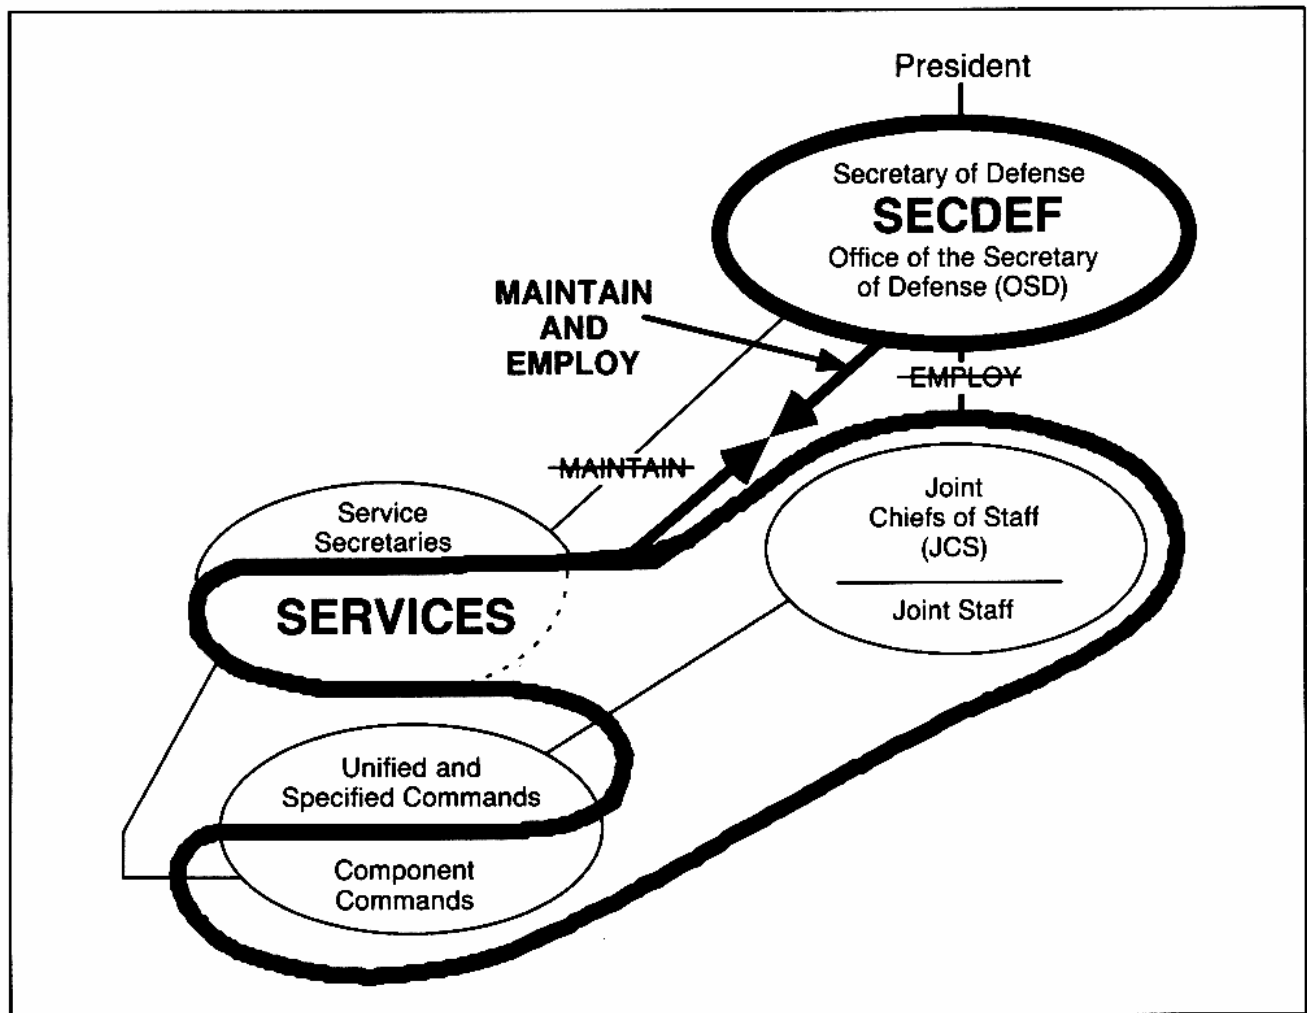 President
Secretary of Defense
SECDEF
Office of the Secretary
of Defense (OSD)
MAINTAIN
AND
EMPLOY
EMPLOY
MAINTAIN
Joint
Chiefs of Staff
(JCS)
Joint Staff
Service
Secretaries
SERVICES
Unified and
Specified Commands
Component
Commands